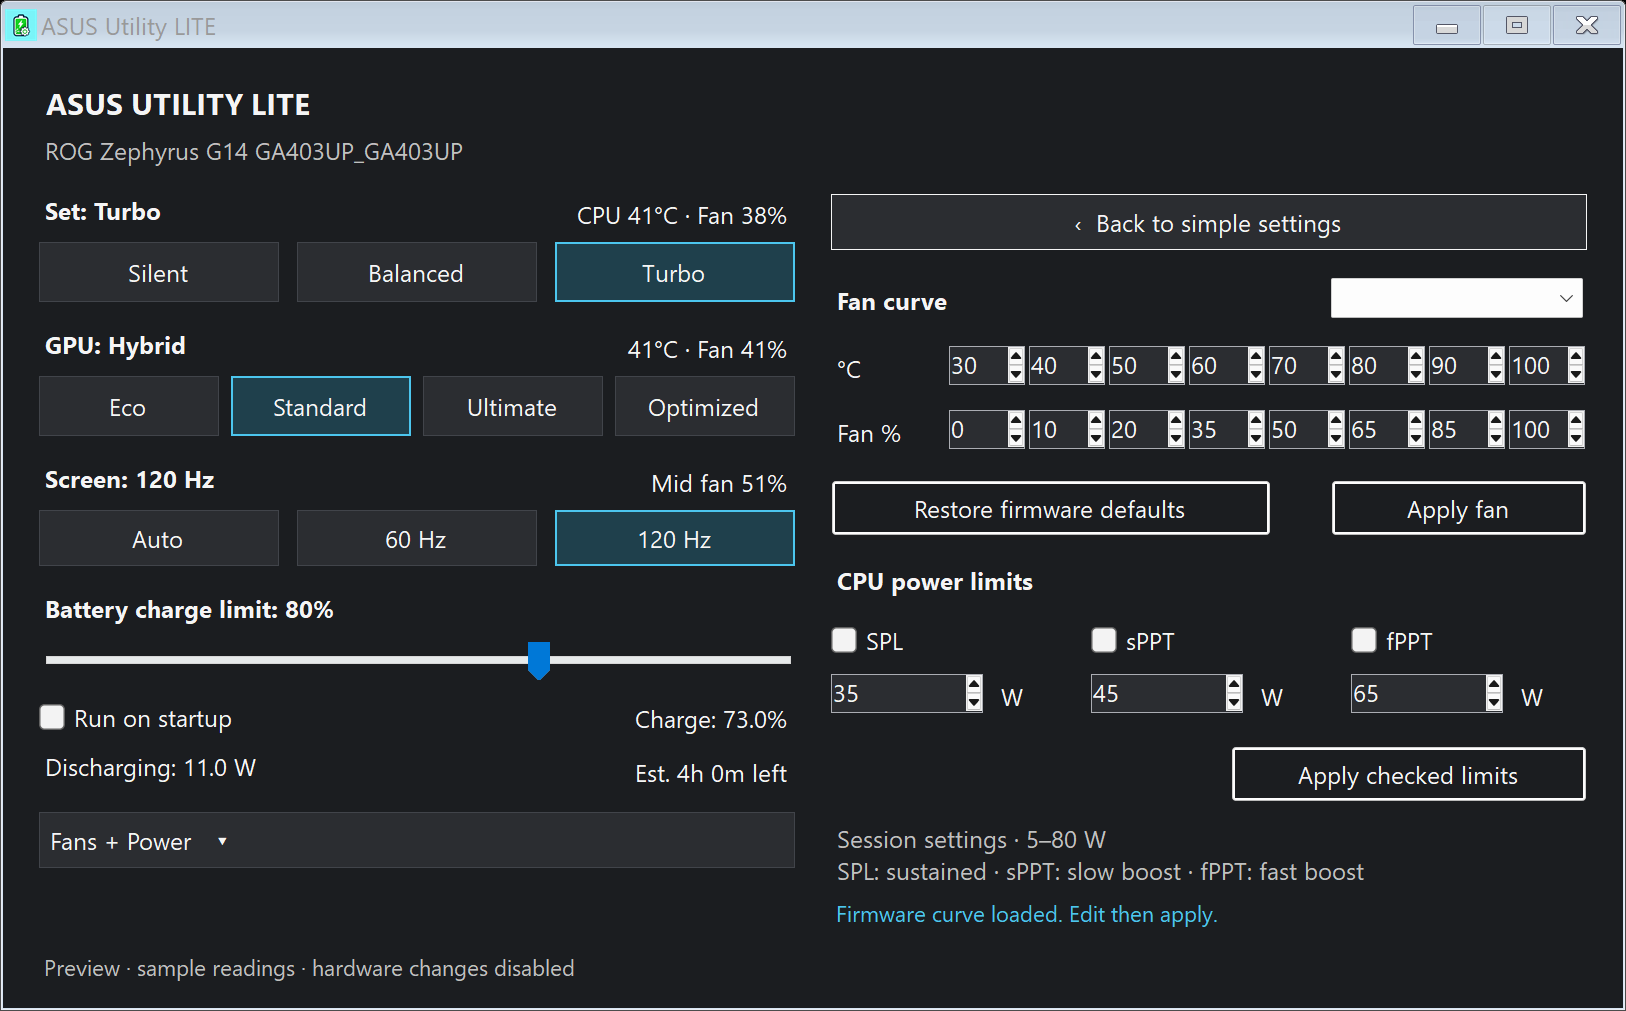 ASUS Utility LITE
ASUS UTILITY LITE
ROG Zephyrus G14 GA403UP_GA403UP
Set: Turbo
CPU 41°C · Fan 38%
Silent
Balanced
Turbo
GPU: Hybrid
41°C · Fan 41%
Eco
Standard
Ultimate
Optimized
Screen: 120 Hz
Mid fan 51%
Auto
60 Hz
120 Hz
Battery charge limit: 80%
Run on startup
Charge: 73.0%
Discharging: 11.0 W
Est. 4h 0m left
Fans + Power ▾
Preview · sample readings · hardware changes disabled
‹ Back to simple settings
Fan curve
°C 30 40 50 60 70 80 90 100
Fan % 0 10 20 35 50 65 85 100
Restore firmware defaults
Apply fan
CPU power limits
SPL
sPPT
fPPT
35 W
45 W
65 W
Apply checked limits
Session settings · 5–80 W
SPL: sustained · sPPT: slow boost · fPPT: fast boost
Firmware curve loaded. Edit then apply.